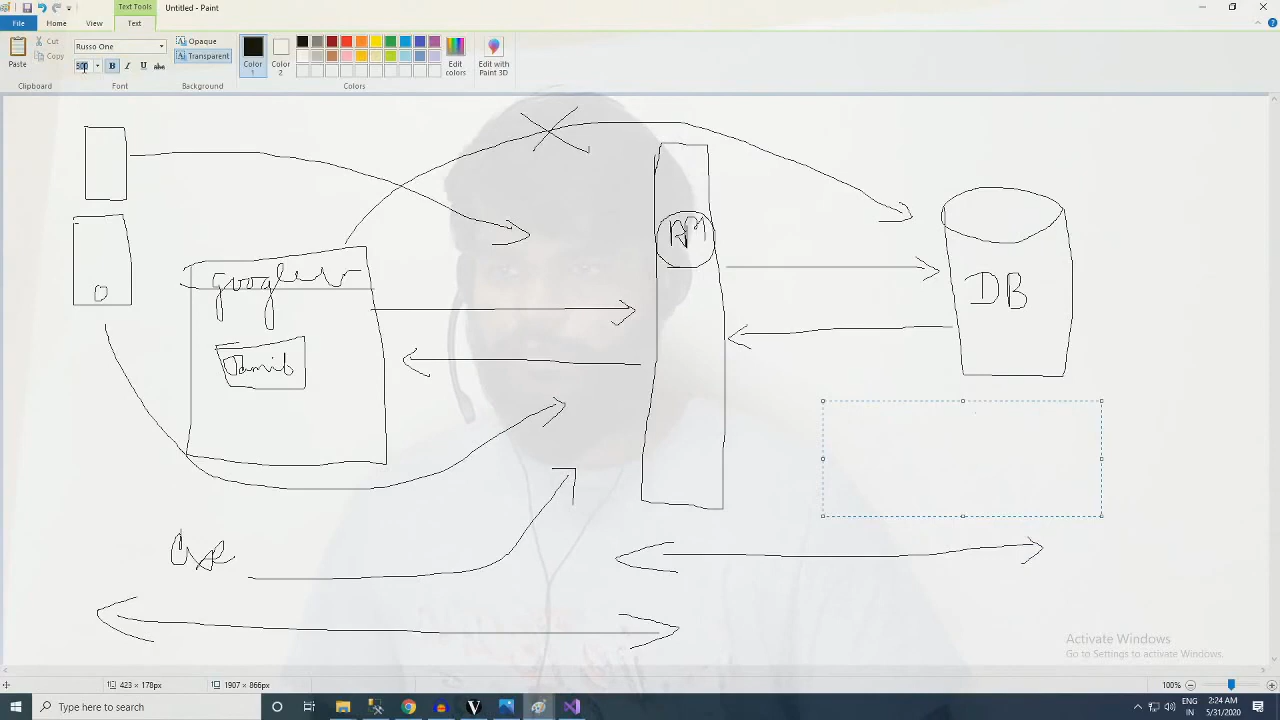 Text Tools
Untitled - Paint
File
Home
View
Text
Paste
Cut
Copy
Clipboard
Russo One
500
B
I
U
abc
Font
Opaque
Transparent
Background
Color
1
Color
2
Edit
colors
Edit with
Paint 3D
Colors
DB
Tamil
Activate Windows
Go to Settings to activate Windows.
423 × 178px
1907 × 866px
100%
Type here to search
ENG
IN
2:24 AM
5/31/2020